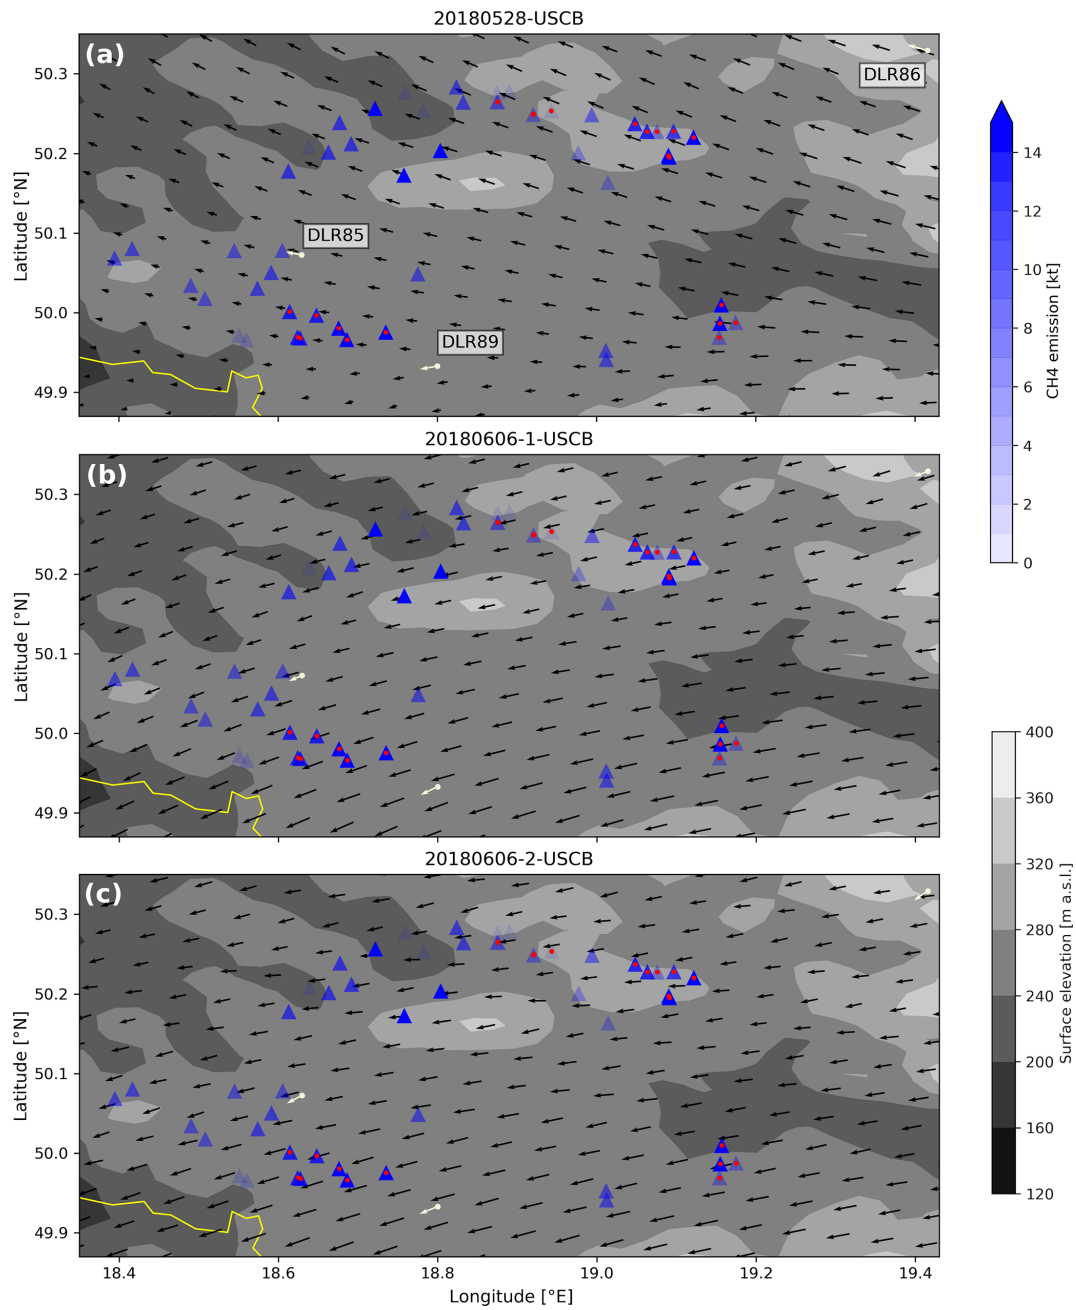 20180528-USCB
(a)
DLR86
DLR85
DLR89
50.3
50.2
50.1
50.0
49.9
Latitude [°N]
20180606-1-USCB
(b)
50.3
50.2
50.1
50.0
49.9
Latitude [°N]
20180606-2-USCB
(c)
50.3
50.2
50.1
50.0
49.9
Latitude [°N]
18.4 18.6 18.8 19.0 19.2 19.4
Longitude [°E]
14
12
10
8
6
4
2
0
CH4 emission [kt]
400
360
320
280
240
200
160
120
Surface elevation [m a.s.l.]